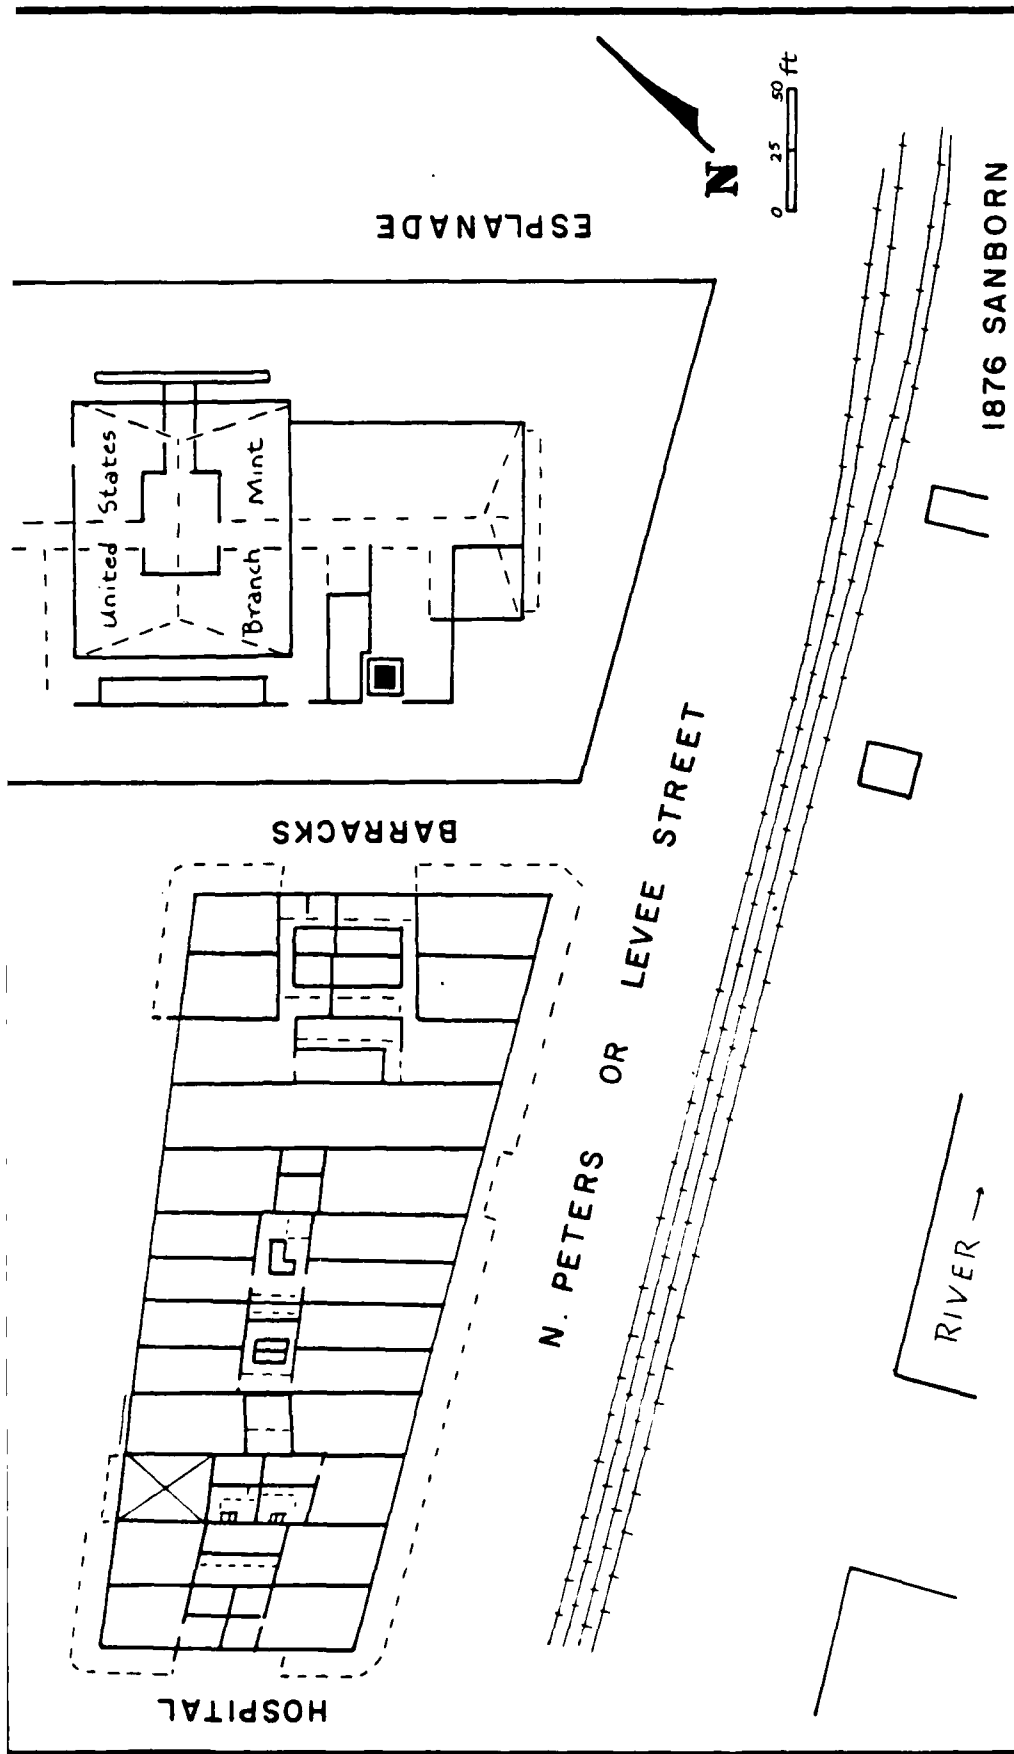 ESPLANADE
N
0 25 50 ft
United States
Branch Mint
BARRACKS
N. PETERS OR LEVEE STREET
RIVER →
HOSPITAL
1876 SANBORN